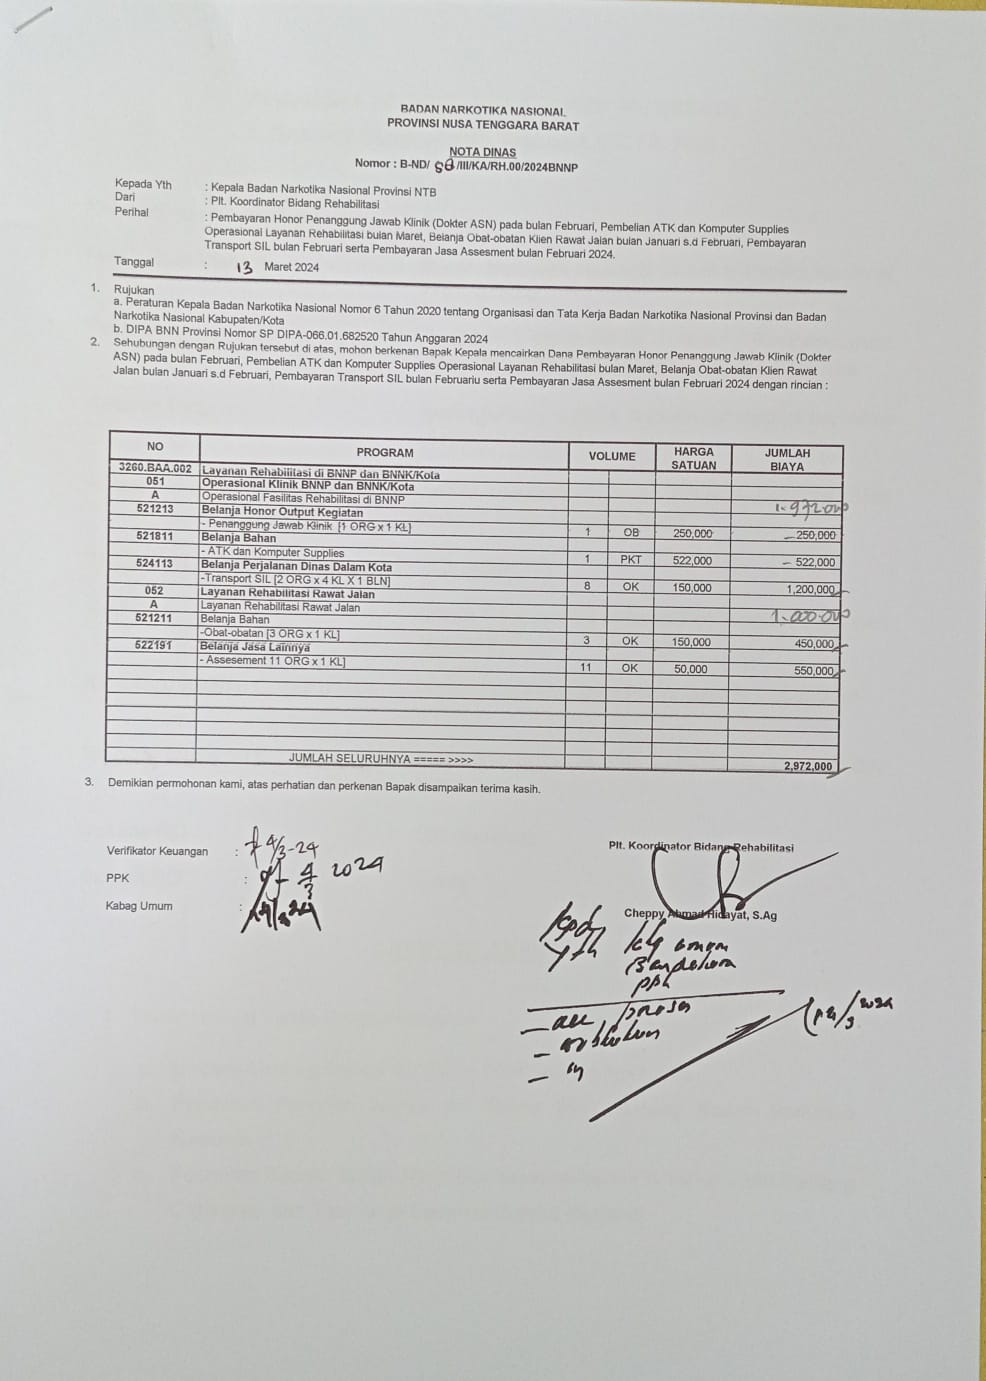 BADAN NARKOTIKA NASIONAL
PROVINSI NUSA TENGGARA BARAT
NOTA DINAS
Nomor : B-ND/ 58 /III/KA/RH.00/2024BNNP
Kepada Yth : Kepala Badan Narkotika Nasional Provinsi NTB
Dari : Plt. Koordinator Bidang Rehabilitasi
Perihal : Pembayaran Honor Penanggung Jawab Klinik (Dokter ASN) pada bulan Februari, Pembelian ATK dan Komputer Supplies
Operasional Layanan Rehabilitasi bulan Maret, Belanja Obat-obatan Klien Rawat Jalan bulan Januari s.d Februari, Pembayaran
Transport SIL bulan Februari serta Pembayaran Jasa Assesment bulan Februari 2024.
Tanggal : 13 Maret 2024
1. Rujukan
a. Peraturan Kepala Badan Narkotika Nasional Nomor 6 Tahun 2020 tentang Organisasi dan Tata Kerja Badan Narkotika Nasional Provinsi dan Badan
Narkotika Nasional Kabupaten/Kota
b. DIPA BNN Provinsi Nomor SP DIPA-066.01.682520 Tahun Anggaran 2024
2. Sehubungan dengan Rujukan tersebut di atas, mohon berkenan Bapak Kepala mencairkan Dana Pembayaran Honor Penanggung Jawab Klinik (Dokter
ASN) pada bulan Februari, Pembelian ATK dan Komputer Supplies Operasional Layanan Rehabilitasi bulan Maret, Belanja Obat-obatan Klien Rawat
Jalan bulan Januari s.d Februari, Pembayaran Transport SIL bulan Februariu serta Pembayaran Jasa Assesment bulan Februari 2024 dengan rincian :
NO PROGRAM VOLUME HARGA SATUAN JUMLAH BIAYA
3260.BAA.002 Layanan Rehabilitasi di BNNP dan BNNK/Kota
051 Operasional Klinik BNNP dan BNNK/Kota
A Operasional Fasilitas Rehabilitasi di BNNP
521213 Belanja Honor Output Kegiatan 1.972.000
- Penanggung Jawab Klinik [1 ORG x 1 KL] 1 OB 250,000 250,000
521811 Belanja Bahan
- ATK dan Komputer Supplies 1 PKT 522,000 522,000
524113 Belanja Perjalanan Dinas Dalam Kota
-Transport SIL [2 ORG x 4 KL X 1 BLN] 8 OK 150,000 1,200,000
052 Layanan Rehabilitasi Rawat Jalan
A Layanan Rehabilitasi Rawat Jalan 1.000.000
521211 Belanja Bahan
-Obat-obatan [3 ORG x 1 KL] 3 OK 150,000 450,000
522191 Belanja Jasa Lainnya
- Assesement 11 ORG x 1 KL] 11 OK 50,000 550,000
JUMLAH SELURUHNYA ===== >>>> 2,972,000
3. Demikian permohonan kami, atas perhatian dan perkenan Bapak disampaikan terima kasih.
Plt. Koordinator Bidang Rehabilitasi
Verifikator Keuangan : 4/3-24
PPK : 4/3 2024
Kabag Umum :
Cheppy Ahmad Hidayat, S.Ag
Kpd
Yth
Bendahara
PPK